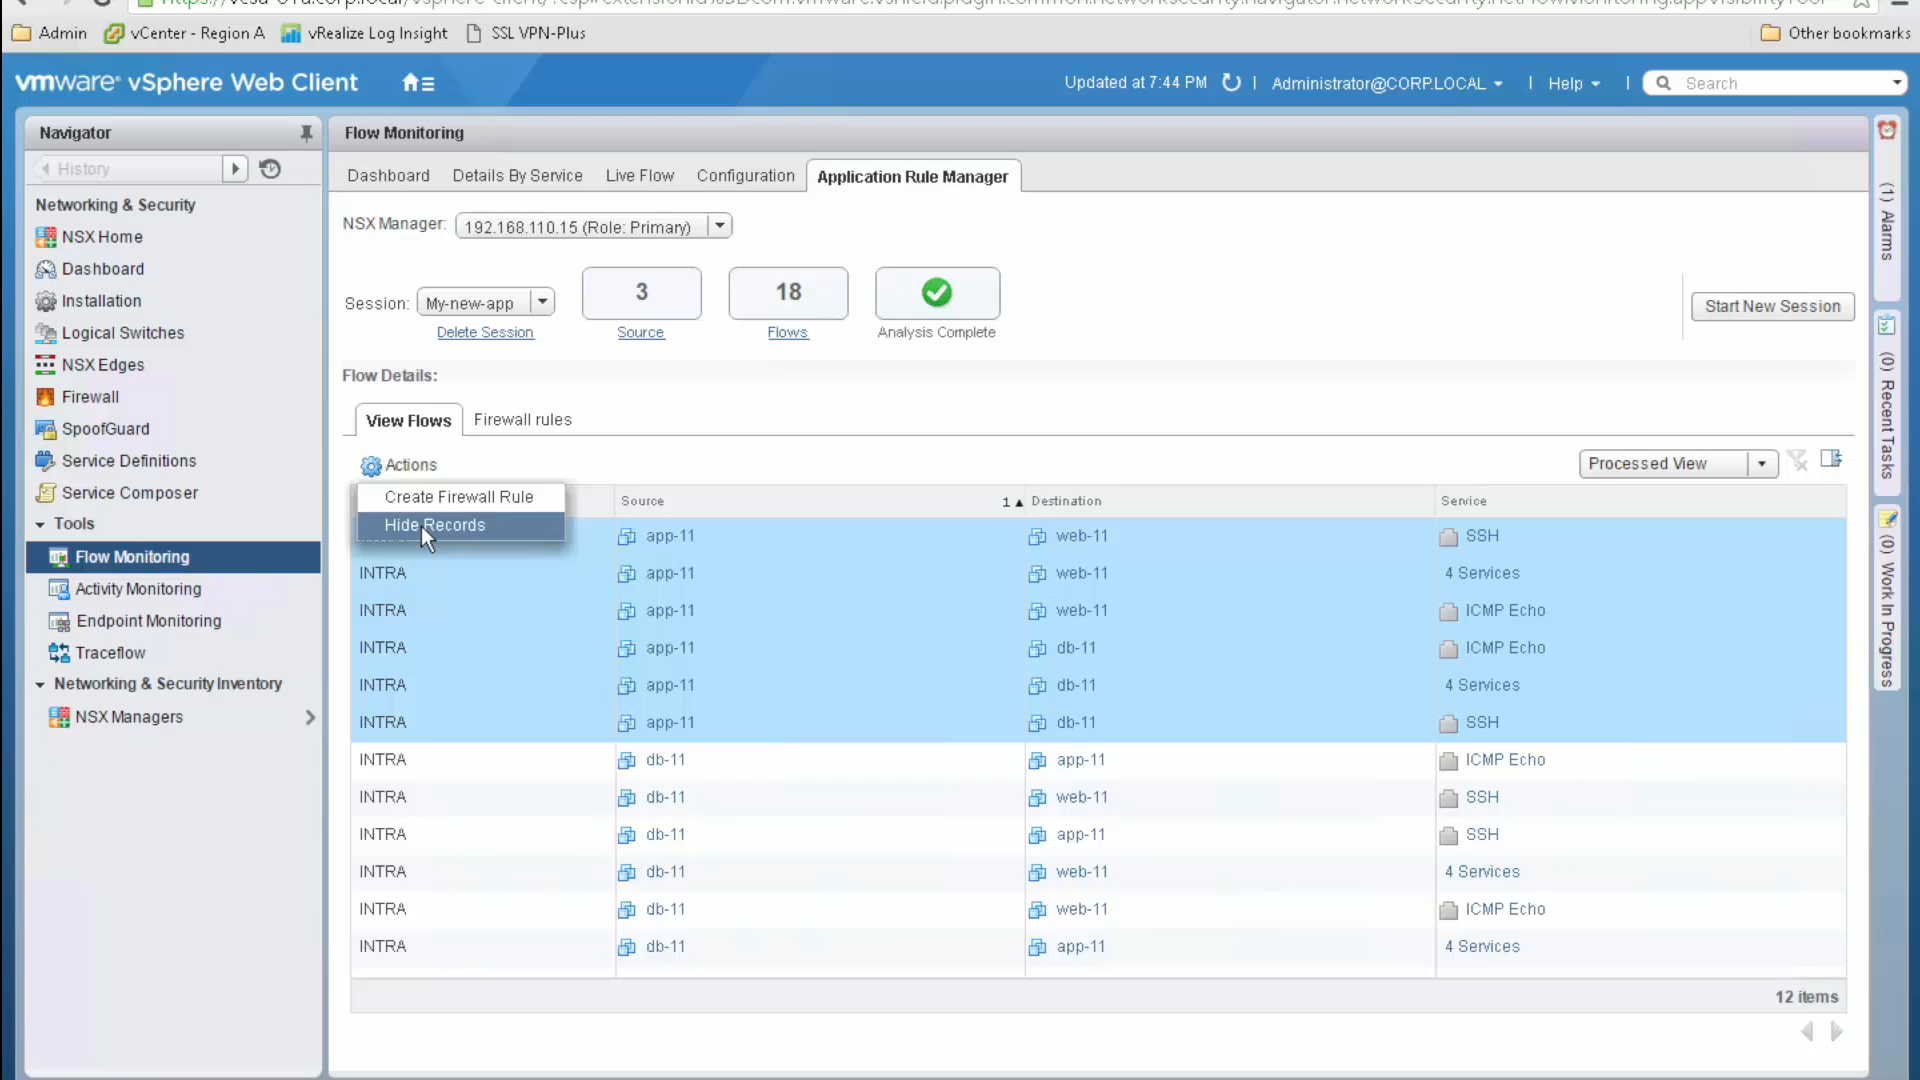 Admin vCenter - Region A vRealize Log Insight SSL VPN-Plus Other bookmarks
vmware® vSphere Web Client Updated at 7:44 PM | Administrator@CORP.LOCAL | Help | Search
Navigator
History
Networking & Security
NSX Home
Dashboard
Installation
Logical Switches
NSX Edges
Firewall
SpoofGuard
Service Definitions
Service Composer
Tools
Flow Monitoring
Activity Monitoring
Endpoint Monitoring
Traceflow
Networking & Security Inventory
NSX Managers
Flow Monitoring
Dashboard Details By Service Live Flow Configuration Application Rule Manager
NSX Manager: 192.168.110.15 (Role: Primary)
Session: My-new-app 3 18
Start New Session
Delete Session Source Flows Analysis Complete
Flow Details:
View Flows Firewall rules
Actions Processed View
Create Firewall Rule
Hide Records
Source 1 Destination Service
app-11 web-11 SSH
INTRA app-11 web-11 4 Services
INTRA app-11 web-11 ICMP Echo
INTRA app-11 db-11 ICMP Echo
INTRA app-11 db-11 4 Services
INTRA app-11 db-11 SSH
INTRA db-11 app-11 ICMP Echo
INTRA db-11 web-11 SSH
INTRA db-11 app-11 SSH
INTRA db-11 web-11 4 Services
INTRA db-11 web-11 ICMP Echo
INTRA db-11 app-11 4 Services
12 items
(1) Alarms
(0) Recent Tasks
(0) Work In Progress